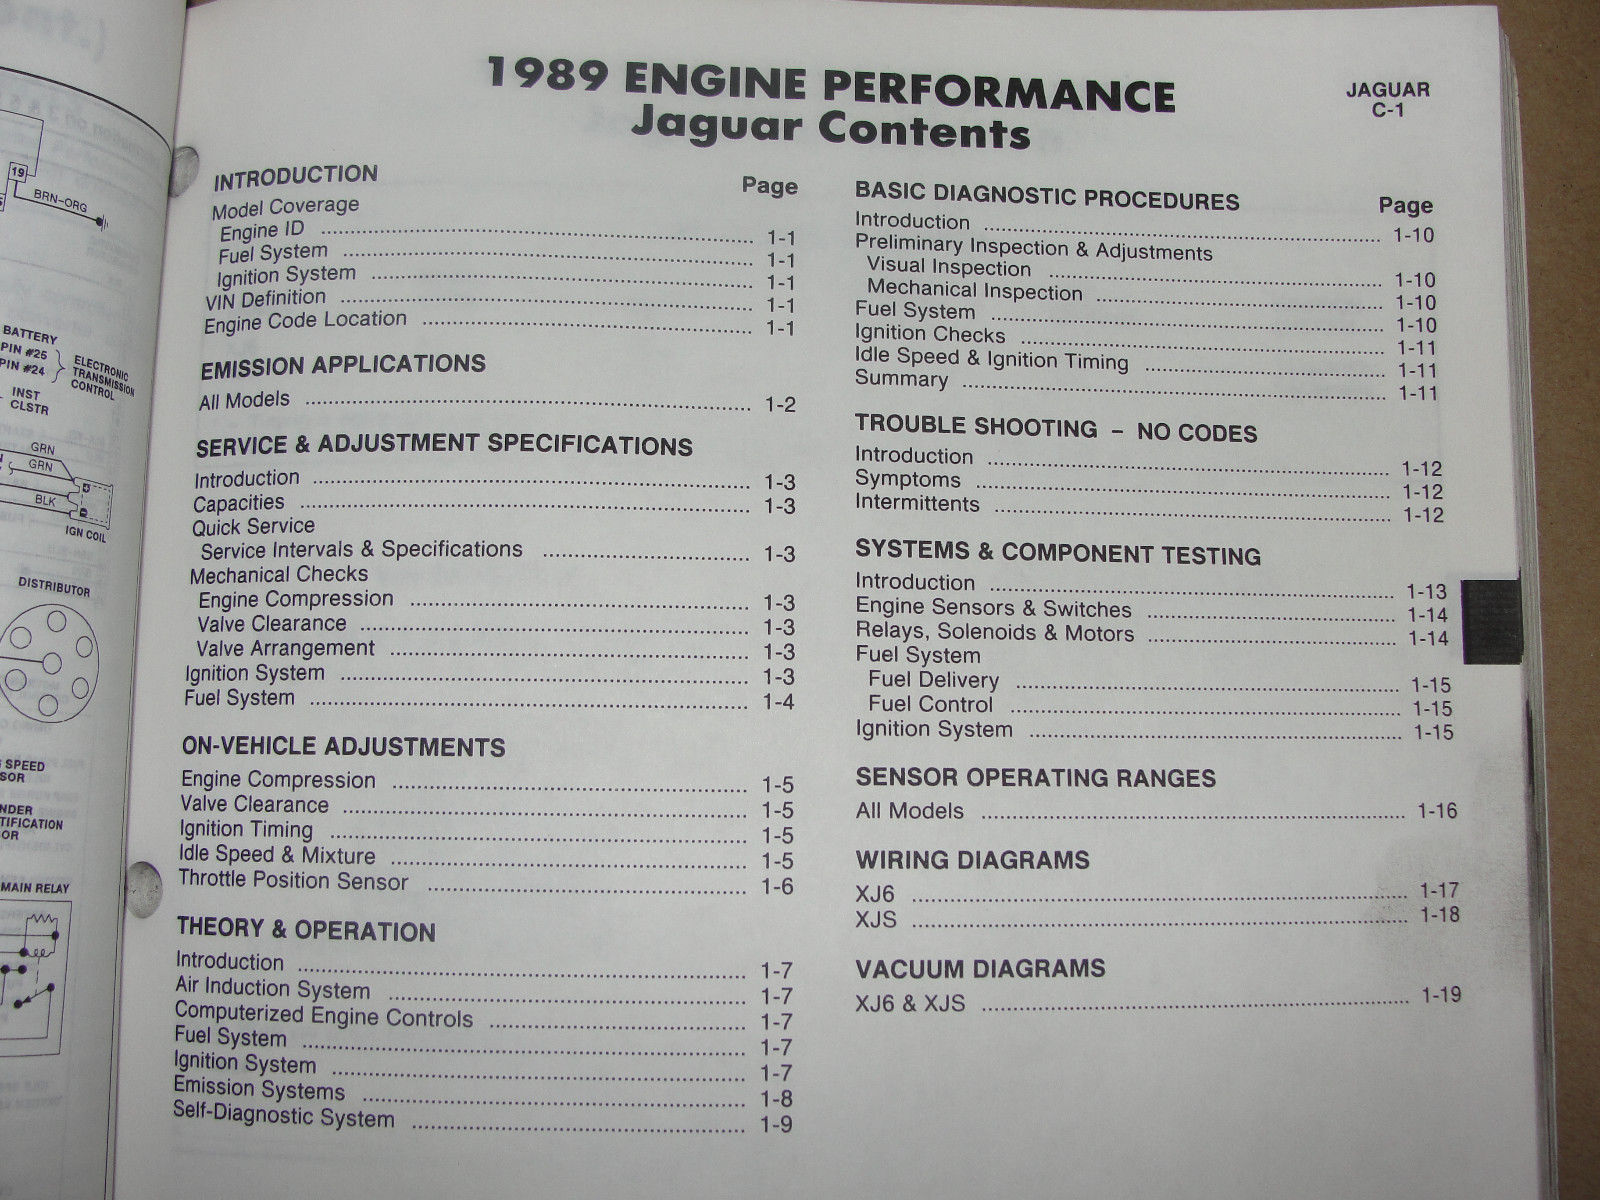 19
BRN-ORG
BATTERY
PIN #25
PIN #24
ELECTRONIC
TRANSMISSION
CONTROL
INST
CLSTR
GRN
GRN
BLK
IGN COIL
DISTRIBUTOR
SPEED
MAIN RELAY
1989 ENGINE PERFORMANCE
Jaguar Contents
JAGUAR
C-1
INTRODUCTION
Page
Model Coverage
Engine ID ........ 1-1
Fuel System ........ 1-1
Ignition System ........ 1-1
VIN Definition ........ 1-1
Engine Code Location ........ 1-1
EMISSION APPLICATIONS
All Models ........ 1-2
SERVICE & ADJUSTMENT SPECIFICATIONS
Introduction ........ 1-3
Capacities ........ 1-3
Quick Service
Service Intervals & Specifications ........ 1-3
Mechanical Checks
Engine Compression ........ 1-3
Valve Clearance ........ 1-3
Valve Arrangement ........ 1-3
Ignition System ........ 1-3
Fuel System ........ 1-4
ON-VEHICLE ADJUSTMENTS
Engine Compression ........ 1-5
Valve Clearance ........ 1-5
Ignition Timing ........ 1-5
Idle Speed & Mixture ........ 1-5
Throttle Position Sensor ........ 1-6
THEORY & OPERATION
Introduction ........ 1-7
Air Induction System ........ 1-7
Computerized Engine Controls ........ 1-7
Fuel System ........ 1-7
Ignition System ........ 1-7
Emission Systems ........ 1-8
Self-Diagnostic System ........ 1-9
BASIC DIAGNOSTIC PROCEDURES
Page
Introduction ........ 1-10
Preliminary Inspection & Adjustments
Visual Inspection ........ 1-10
Mechanical Inspection ........ 1-10
Fuel System ........ 1-10
Ignition Checks ........ 1-11
Idle Speed & Ignition Timing ........ 1-11
Summary ........ 1-11
TROUBLE SHOOTING - NO CODES
Introduction ........ 1-12
Symptoms ........ 1-12
Intermittents ........ 1-12
SYSTEMS & COMPONENT TESTING
Introduction ........ 1-13
Engine Sensors & Switches ........ 1-14
Relays, Solenoids & Motors ........ 1-14
Fuel System
Fuel Delivery ........ 1-15
Fuel Control ........ 1-15
Ignition System ........ 1-15
SENSOR OPERATING RANGES
All Models ........ 1-16
WIRING DIAGRAMS
XJ6 ........ 1-17
XJS ........ 1-18
VACUUM DIAGRAMS
XJ6 & XJS ........ 1-19